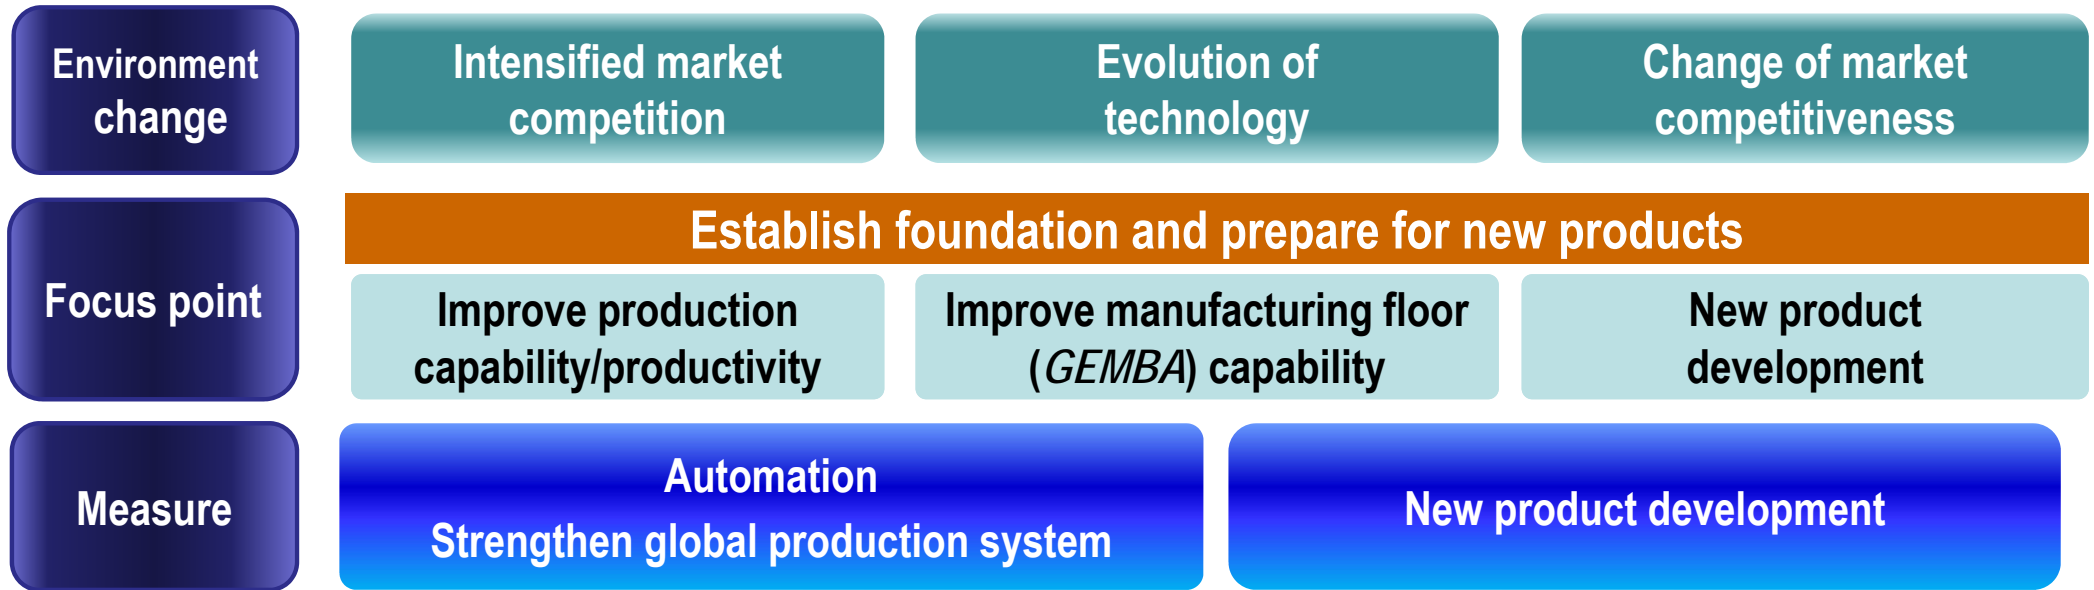 Environment
change
Intensified market
competition
Evolution of
technology
Change of market
competitiveness
Focus point
Establish foundation and prepare for new products
Improve production
capability/productivity
Improve manufacturing floor
(GEMBA) capability
New product
development
Measure
Automation
Strengthen global production system
New product development